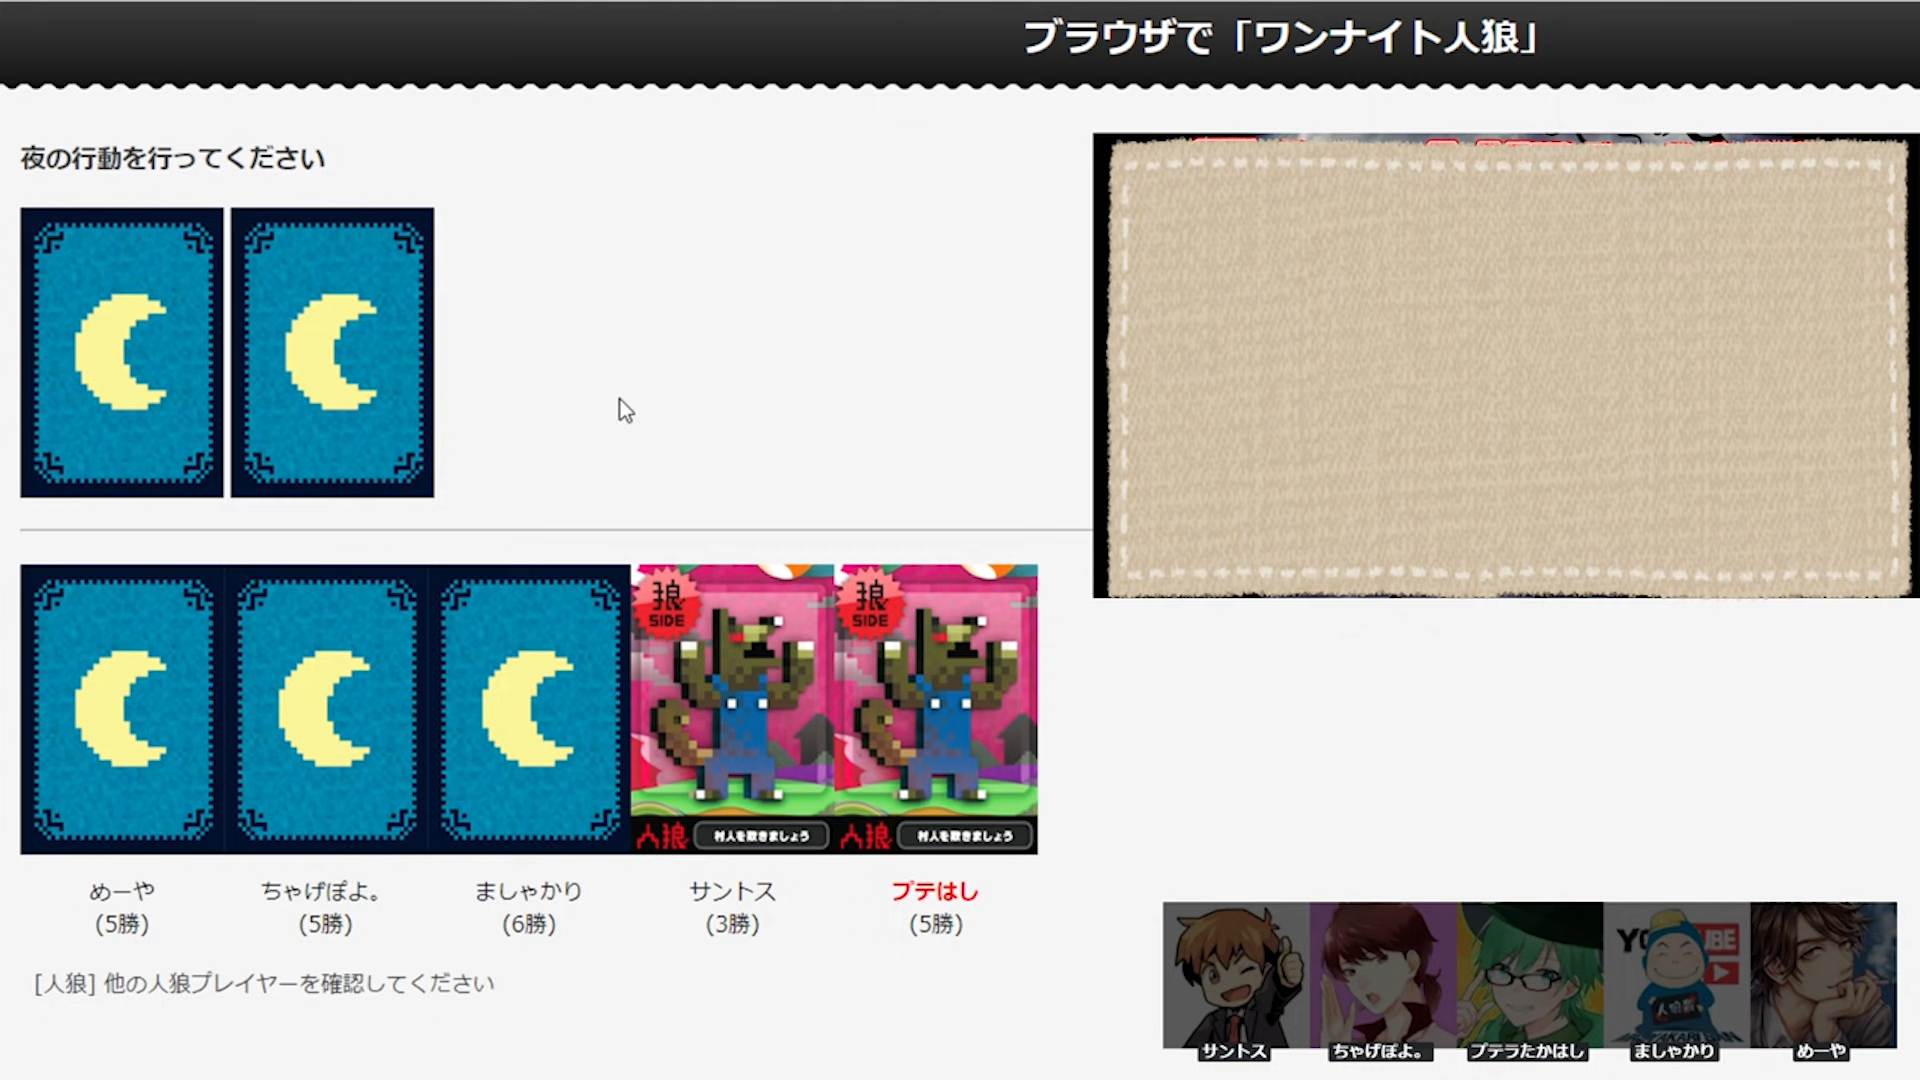 ブラウザで「ワンナイト人狼」
夜の行動を行ってください
狼
SIDE
人狼
村人を欺きましょう
狼
SIDE
人狼
村人を欺きましょう
めーや
(5勝)
ちゃげぽよ。
(5勝)
ましゃかり
(6勝)
サントス
(3勝)
プテはし
(5勝)
[人狼] 他の人狼プレイヤーを確認してください
サントス
ちゃげぽよ。
プテラたかはし
ましゃかり
めーや